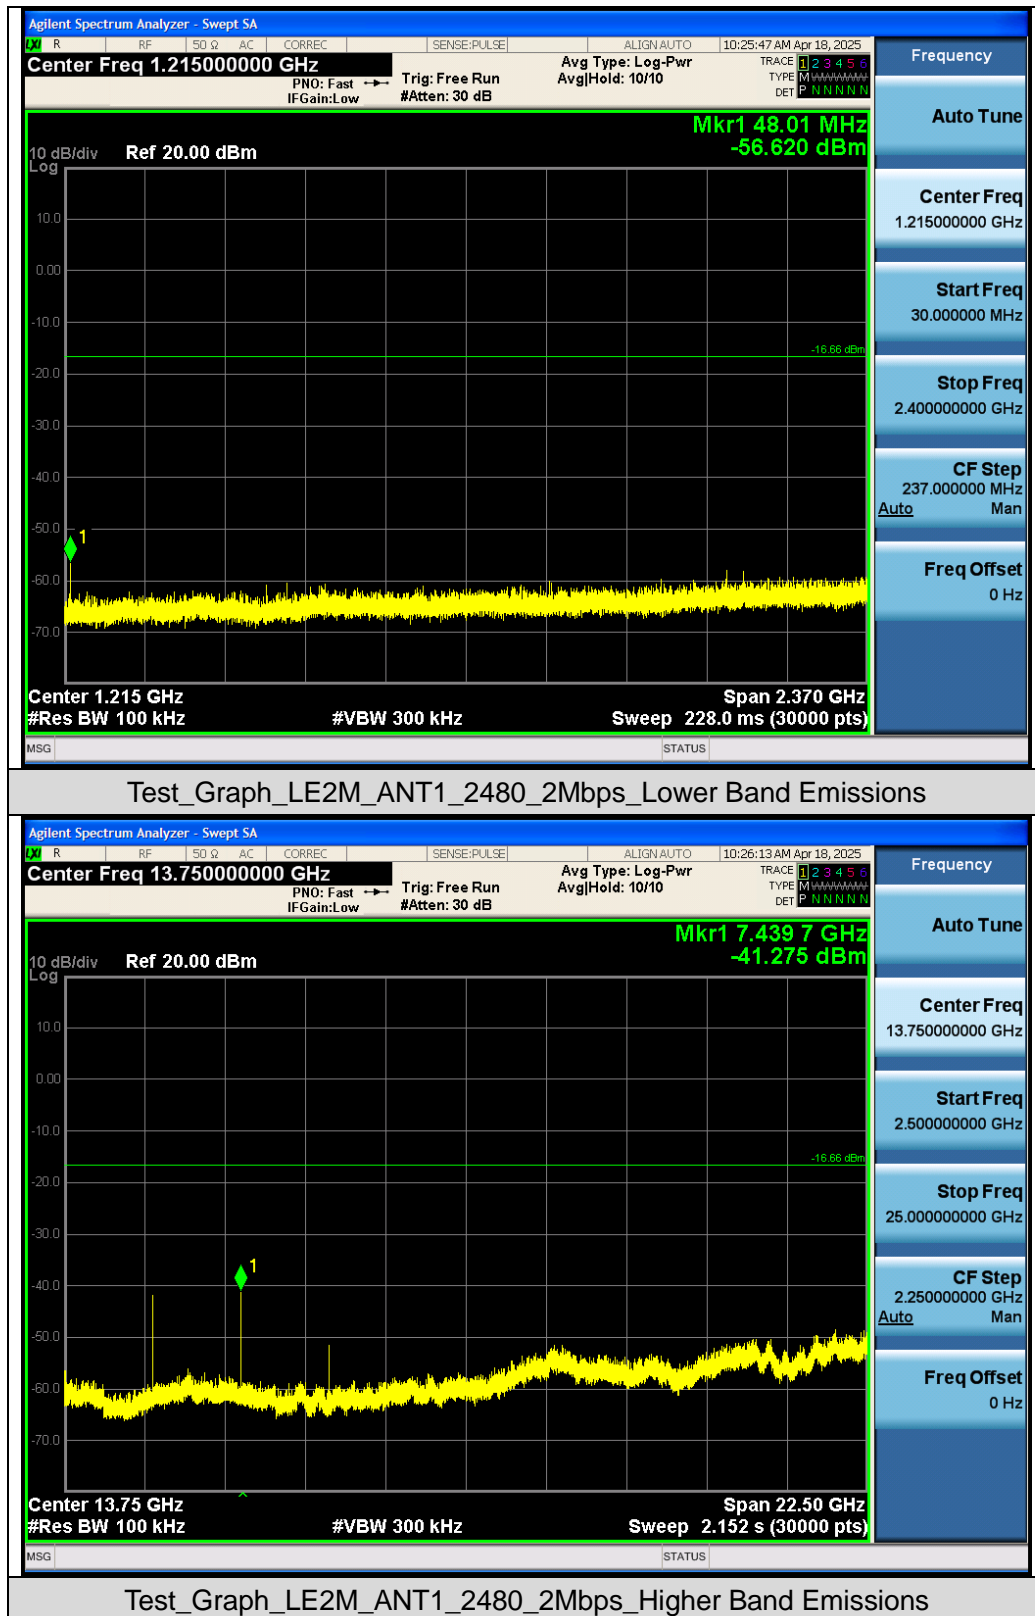 Agilent Spectrum Analyzer - Swept SA
LXI R RF 50 Ω AC CORREC SENSE:PULSE ALIGN AUTO 10:25:47 AM Apr 18, 2025
Center Freq 1.215000000 GHz
PNO: Fast
IFGain:Low
Trig: Free Run
#Atten: 30 dB
Avg Type: Log-Pwr
Avg|Hold: 10/10
TRACE 1 2 3 4 5 6
TYPE M
DET P N N N N N
Mkr1 48.01 MHz
-56.620 dBm
10 dB/div Ref 20.00 dBm
Log
10.0
0.00
-10.0
-16.66 dBm
-20.0
-30.0
-40.0
-50.0
1
-60.0
-70.0
Center 1.215 GHz Span 2.370 GHz
#Res BW 100 kHz #VBW 300 kHz Sweep 228.0 ms (30000 pts)
MSG STATUS
Frequency
Auto Tune
Center Freq
1.215000000 GHz
Start Freq
30.000000 MHz
Stop Freq
2.400000000 GHz
CF Step
237.000000 MHz
Auto Man
Freq Offset
0 Hz
Test_Graph_LE2M_ANT1_2480_2Mbps_Lower Band Emissions
Agilent Spectrum Analyzer - Swept SA
LXI R RF 50 Ω AC CORREC SENSE:PULSE ALIGN AUTO 10:26:13 AM Apr 18, 2025
Center Freq 13.750000000 GHz
PNO: Fast
IFGain:Low
Trig: Free Run
#Atten: 30 dB
Avg Type: Log-Pwr
Avg|Hold: 10/10
TRACE 1 2 3 4 5 6
TYPE M
DET P N N N N N
Mkr1 7.439 7 GHz
-41.275 dBm
10 dB/div Ref 20.00 dBm
Log
10.0
0.00
-10.0
-16.66 dBm
-20.0
-30.0
1
-40.0
-50.0
-60.0
-70.0
Center 13.75 GHz Span 22.50 GHz
#Res BW 100 kHz #VBW 300 kHz Sweep 2.152 s (30000 pts)
MSG STATUS
Frequency
Auto Tune
Center Freq
13.750000000 GHz
Start Freq
2.500000000 GHz
Stop Freq
25.000000000 GHz
CF Step
2.250000000 GHz
Auto Man
Freq Offset
0 Hz
Test_Graph_LE2M_ANT1_2480_2Mbps_Higher Band Emissions